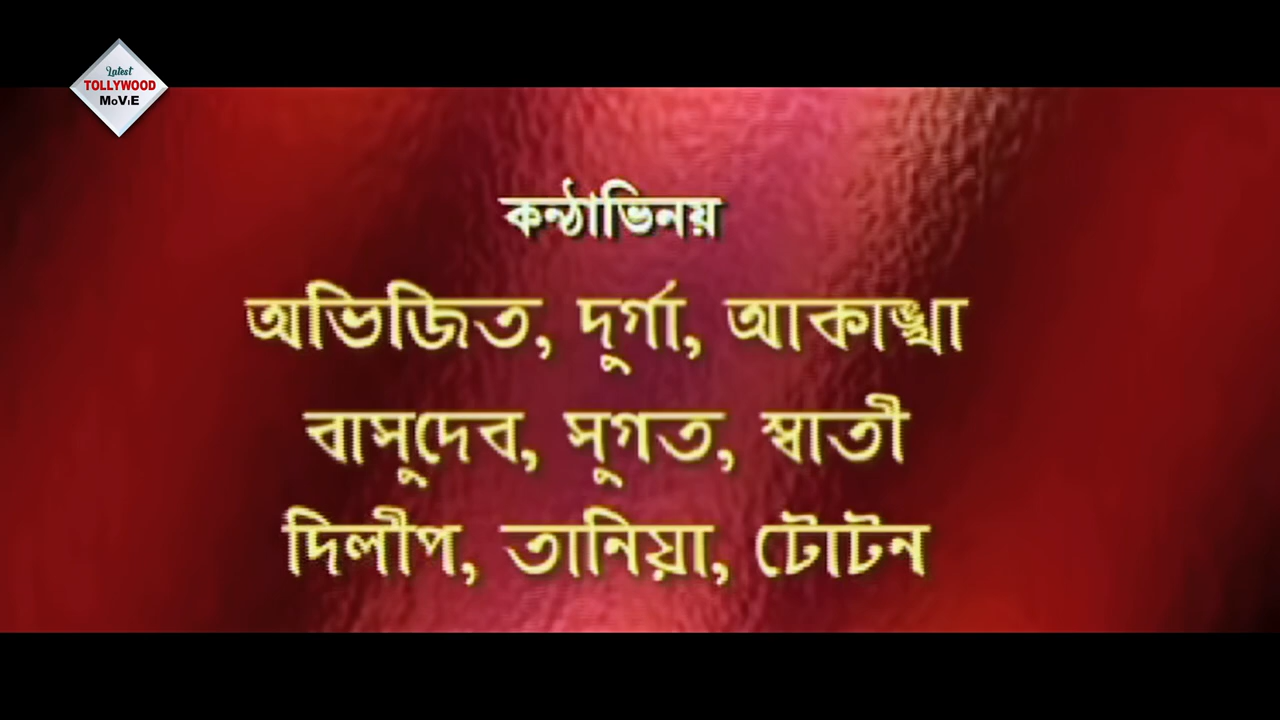 Latest
TOLLYWOOD
MoViE
কন্ঠাভিনয়
অভিজিত, দুর্গা, আকাঙ্খা
বাসুদেব, সুগত, স্বাতী
দিলীপ, তানিয়া, টোটন